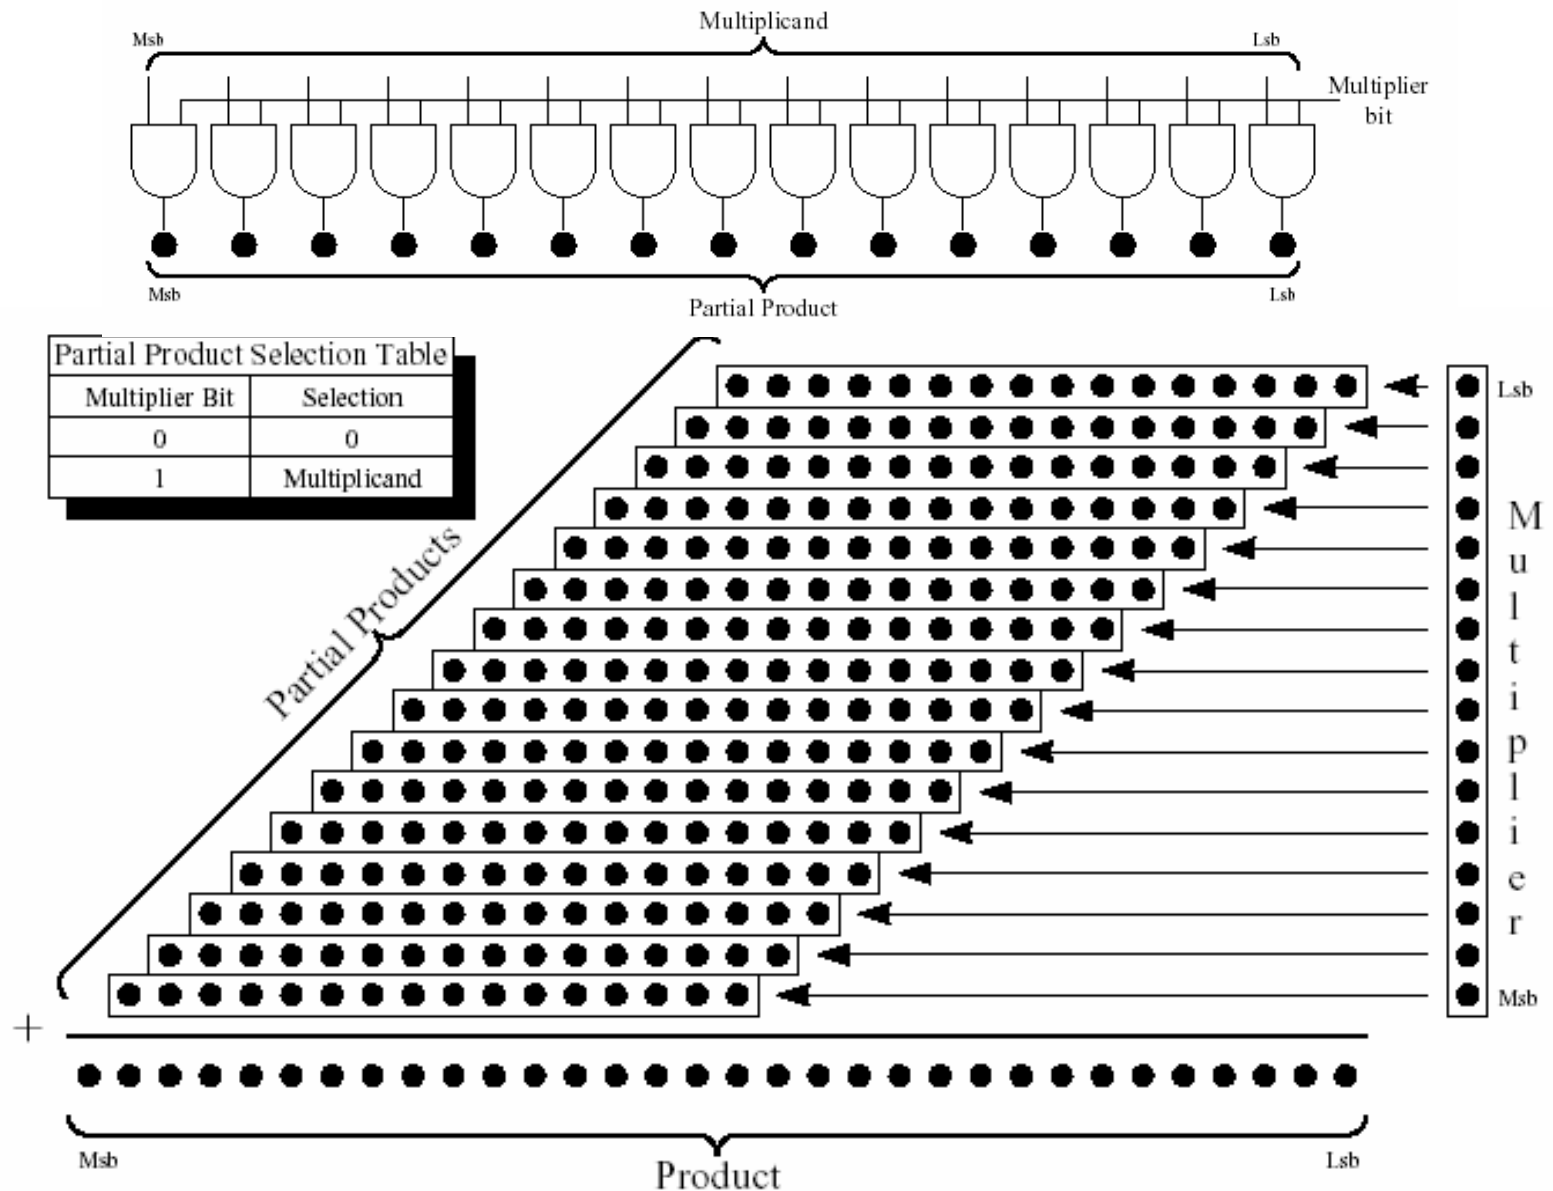 Multiplicand
Msb
Lsb
Multiplier
bit
Msb
Lsb
Partial Product
Partial Product Selection Table
Multiplier Bit Selection
0 0
1 Multiplicand
Partial Products
Lsb
Multiplier
Msb
+
Msb
Lsb
Product